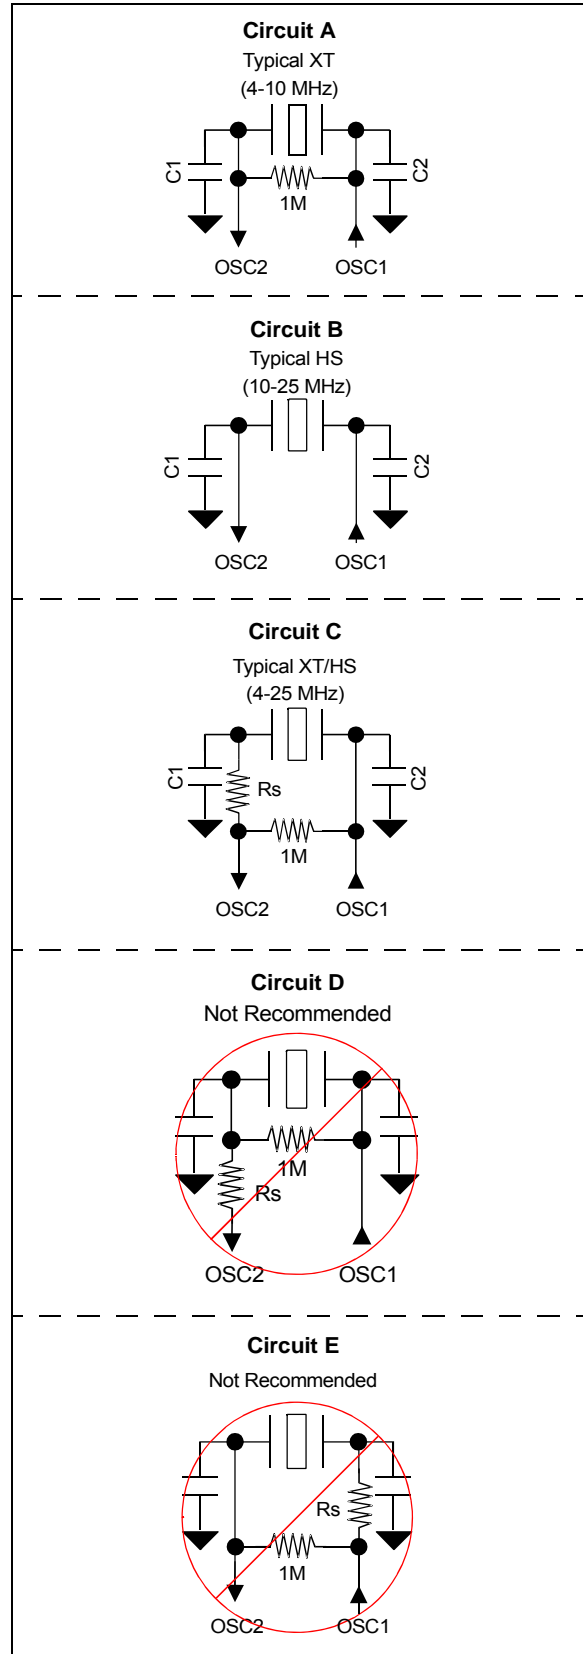 Circuit A
Typical XT
(4-10 MHz)
C1
C2
1M
OSC2 OSC1
Circuit B
Typical HS
(10-25 MHz)
C1
C2
OSC2 OSC1
Circuit C
Typical XT/HS
(4-25 MHz)
C1
Rs
C2
1M
OSC2 OSC1
Circuit D
Not Recommended
1M
Rs
OSC2 OSC1
Circuit E
Not Recommended
Rs
1M
OSC2 OSC1